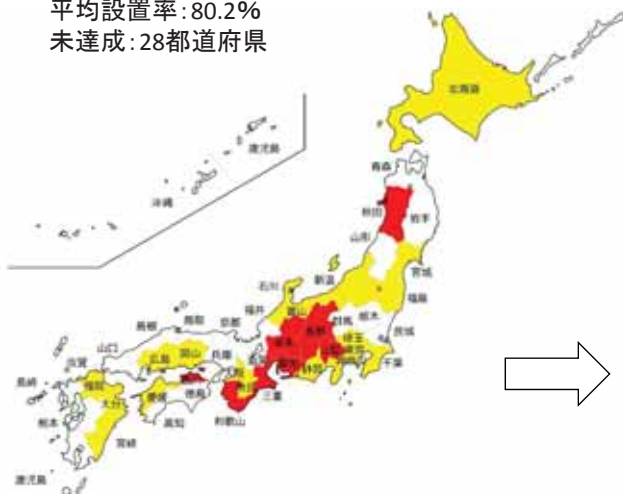 平均設置率：80.2%
未達成：28都道府県
北海道
鹿児島
沖縄
青森
秋田
岩手
山形
宮城
石川
新潟
福島
福井
富山
栃木
群馬
島根
鳥取
京都
長野
茨城
山口
兵庫
埼玉
佐賀
広島
岡山
千葉
長崎
福岡
静岡
大分
愛媛
徳島
三重
熊本
高知
和歌山
宮崎
鹿児島